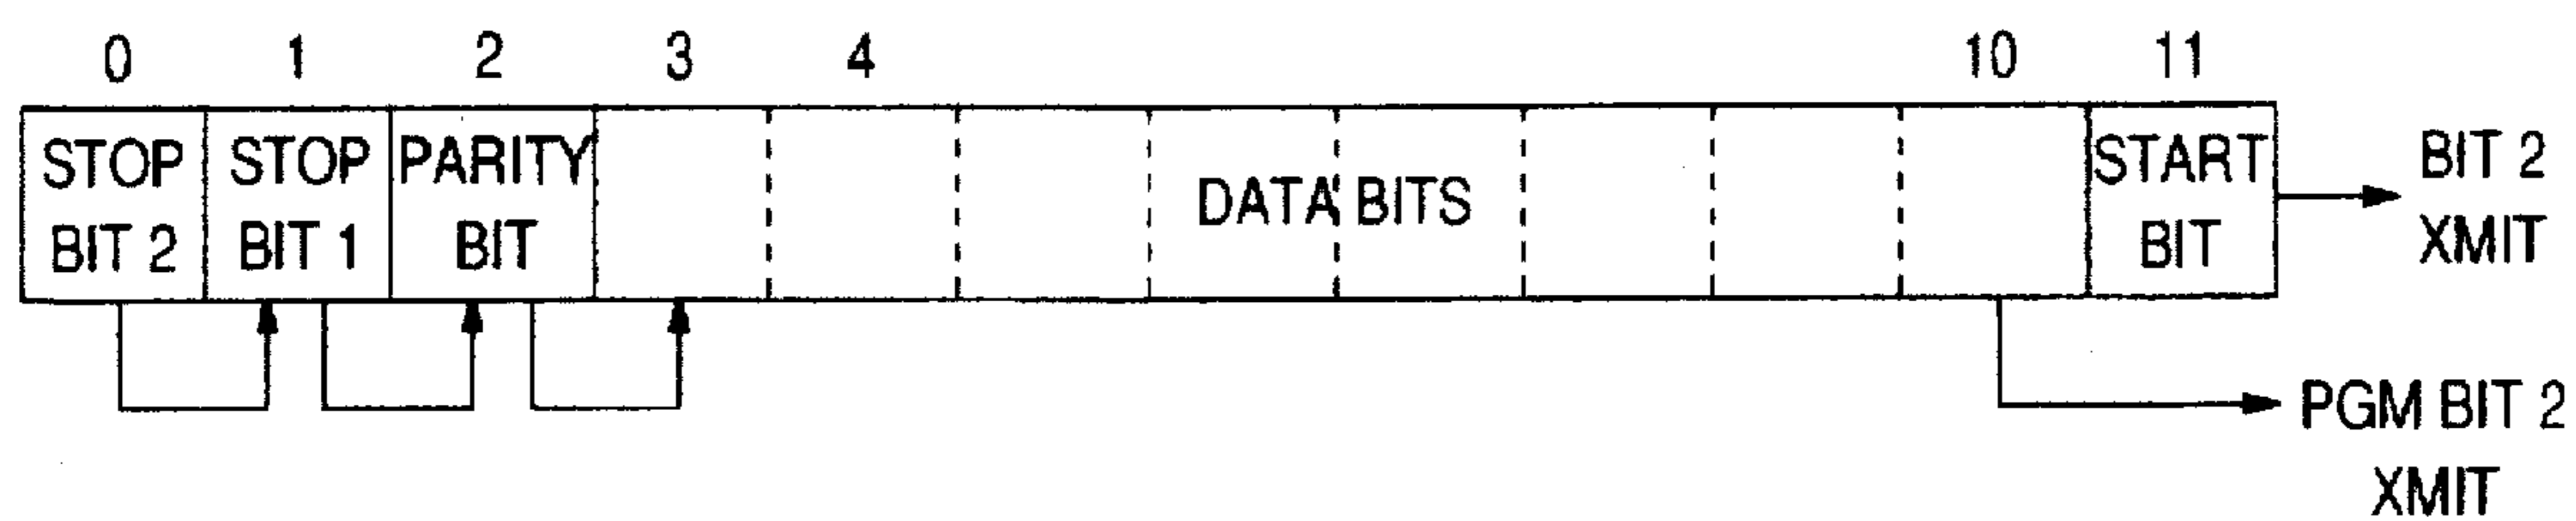 0 1 2 3 4 10 11
STOP BIT 2
STOP BIT 1
PARITY BIT
DATA BITS
START BIT
BIT 2
XMIT
PGM BIT 2
XMIT